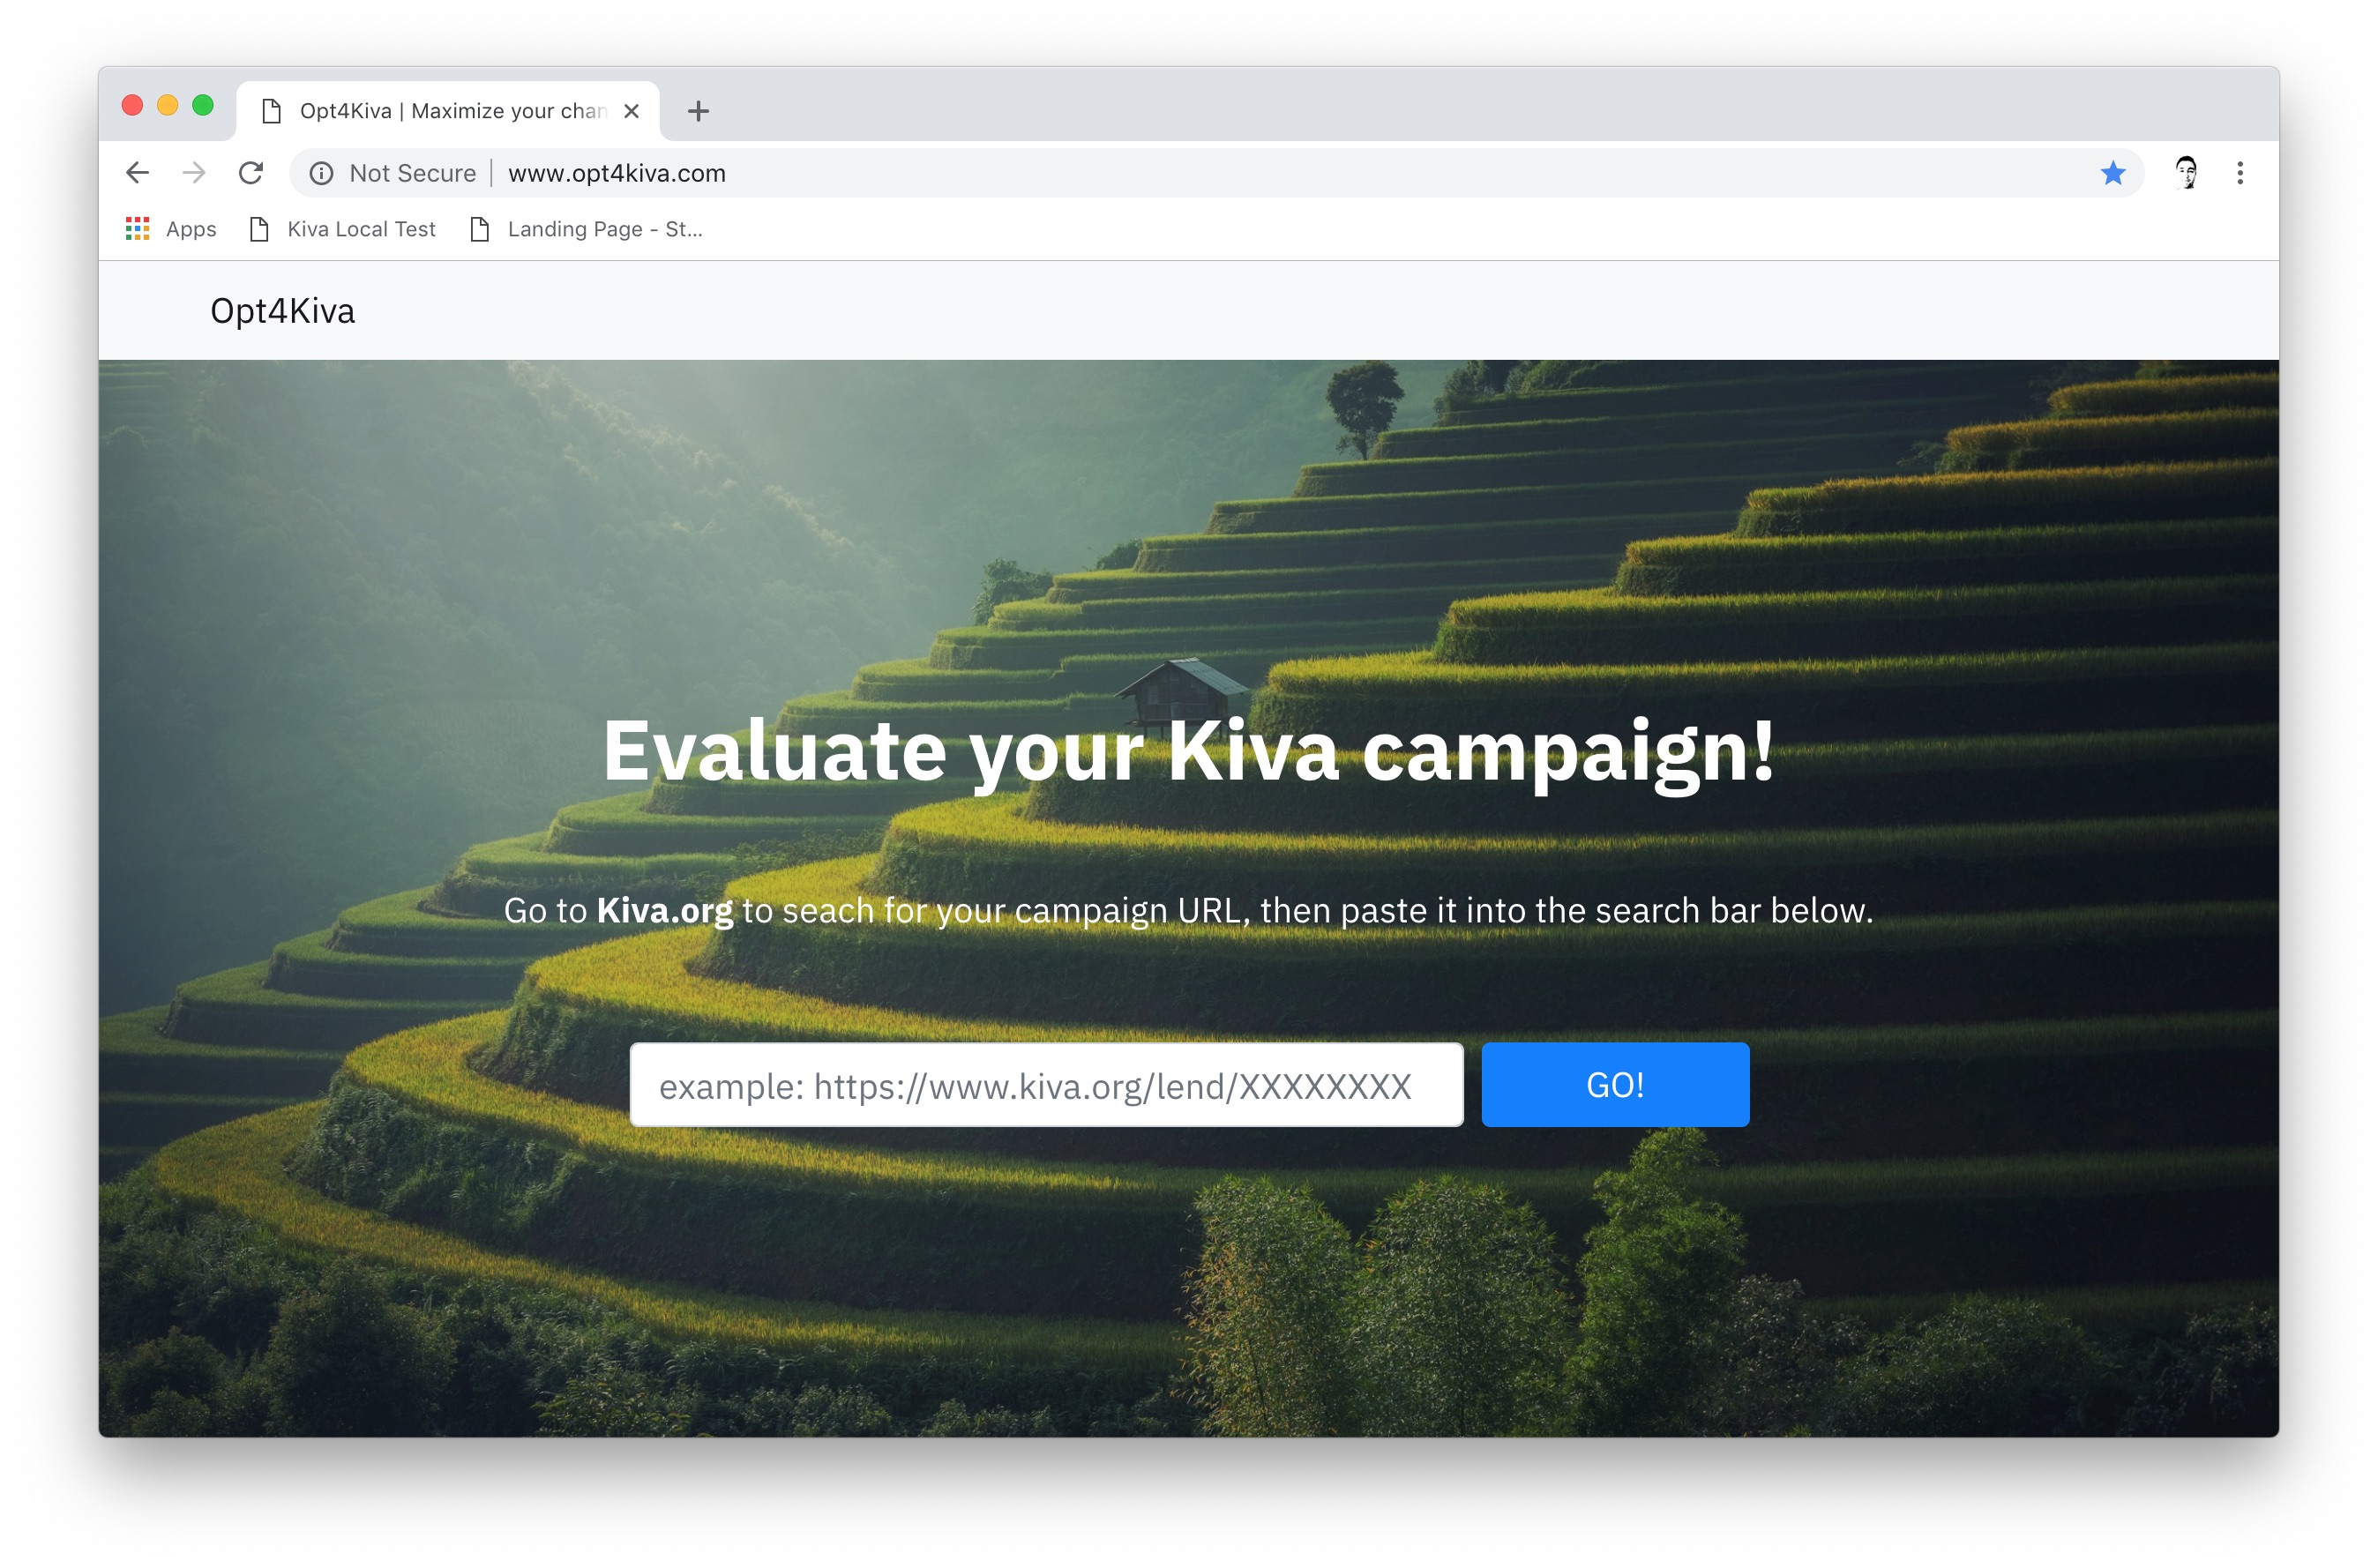 Opt4Kiva | Maximize your chan
Not Secure | www.opt4kiva.com
Apps Kiva Local Test Landing Page - St...
Opt4Kiva
Evaluate your Kiva campaign!
Go to Kiva.org to seach for your campaign URL, then paste it into the search bar below.
example: https://www.kiva.org/lend/XXXXXXXX GO!